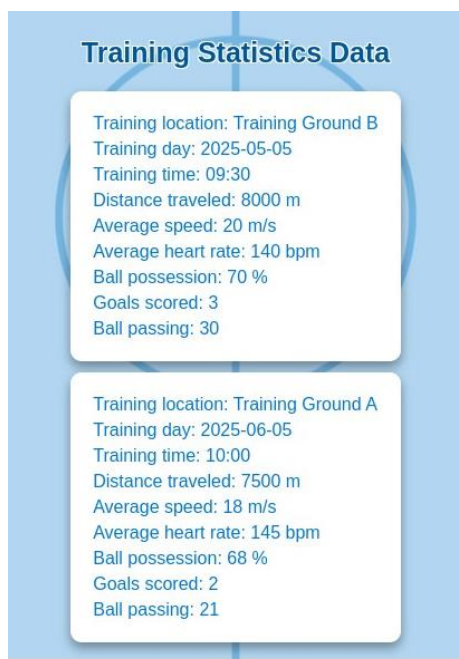 Training Statistics Data
Training location: Training Ground B
Training day: 2025-05-05
Training time: 09:30
Distance traveled: 8000 m
Average speed: 20 m/s
Average heart rate: 140 bpm
Ball possession: 70 %
Goals scored: 3
Ball passing: 30
Training location: Training Ground A
Training day: 2025-06-05
Training time: 10:00
Distance traveled: 7500 m
Average speed: 18 m/s
Average heart rate: 145 bpm
Ball possession: 68 %
Goals scored: 2
Ball passing: 21